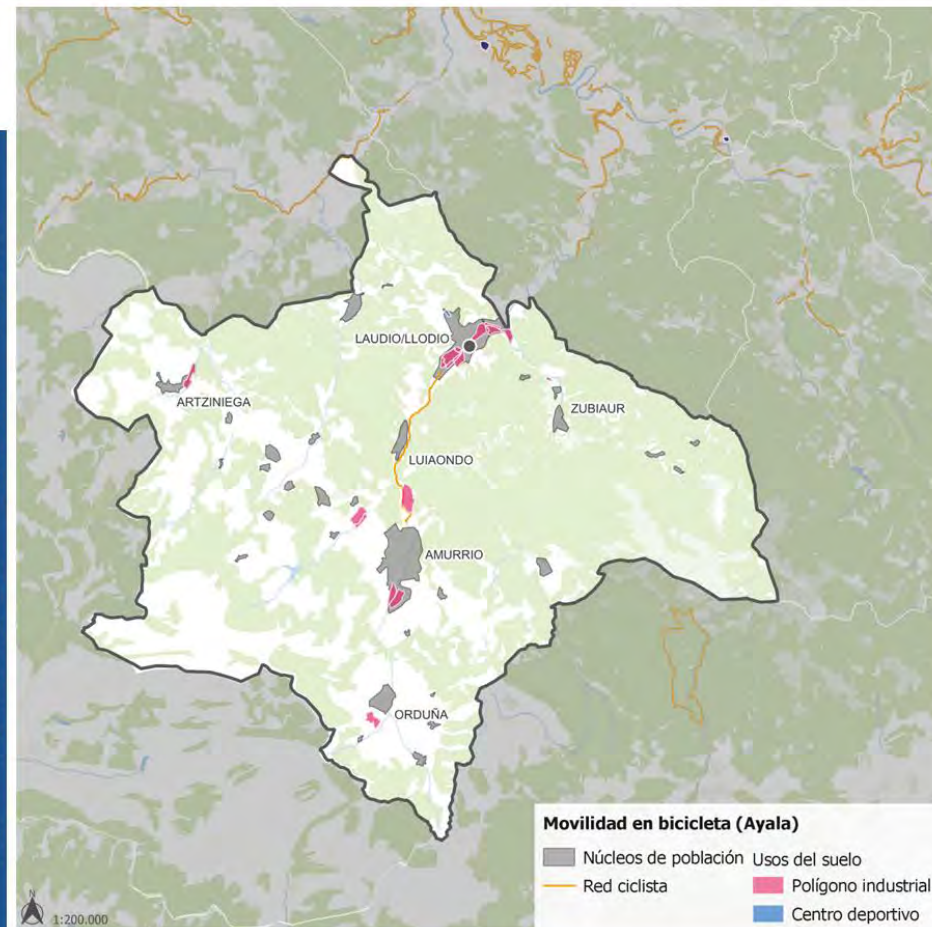 LAUDIO/LLODIO
ARTZINIEGA
ZUBIAUR
LUIAONDO
AMURRIO
ORDUÑA
Movilidad en bicicleta (Ayala)
Núcleos de población
Red ciclista
Usos del suelo
Polígono industrial
Centro deportivo
N
1:200.000